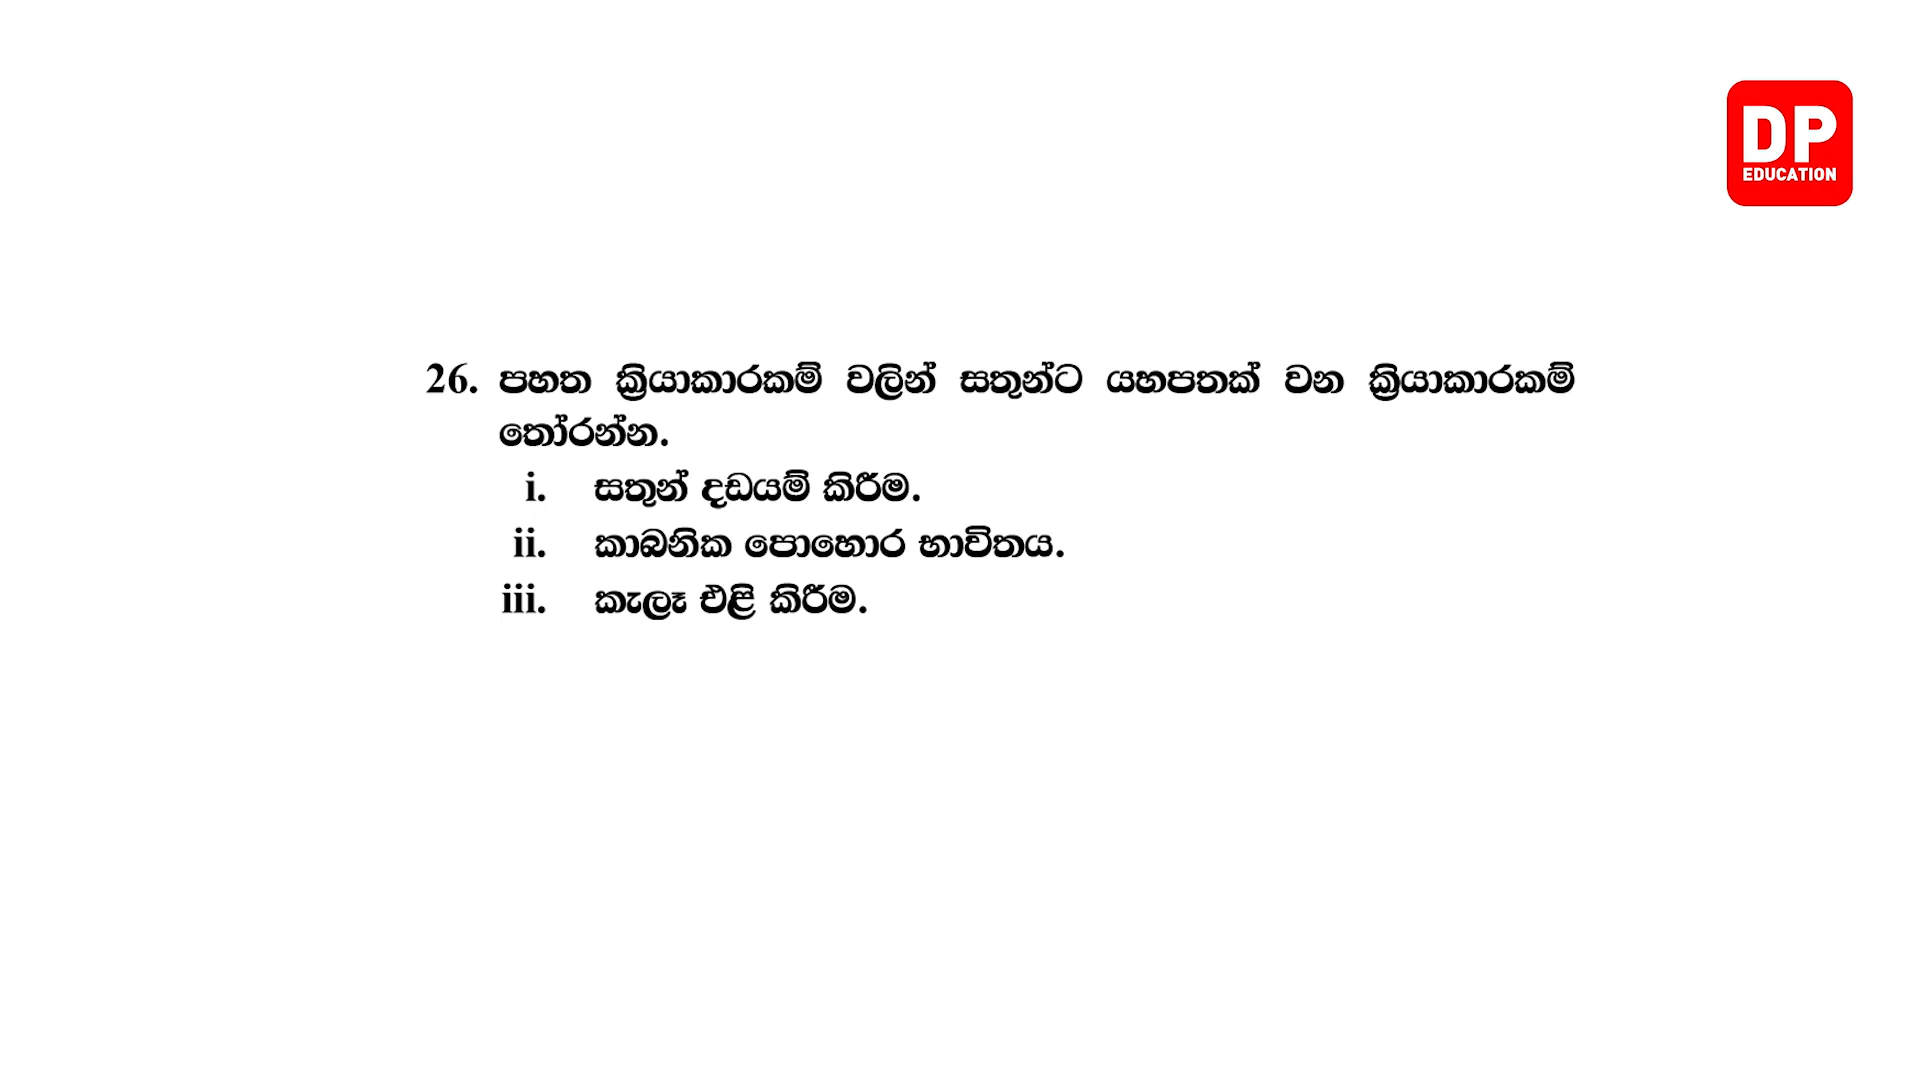 DP
EDUCATION
26. පහත ක්‍රියාකාරකම් වලින් සතුන්ට යහපතක් වන ක්‍රියාකාරකම්
තෝරන්න.
i. සතුන් දඩයම් කිරීම.
ii. කාබනික පොහොර භාවිතය.
iii. කැලෑ එළි කිරීම.